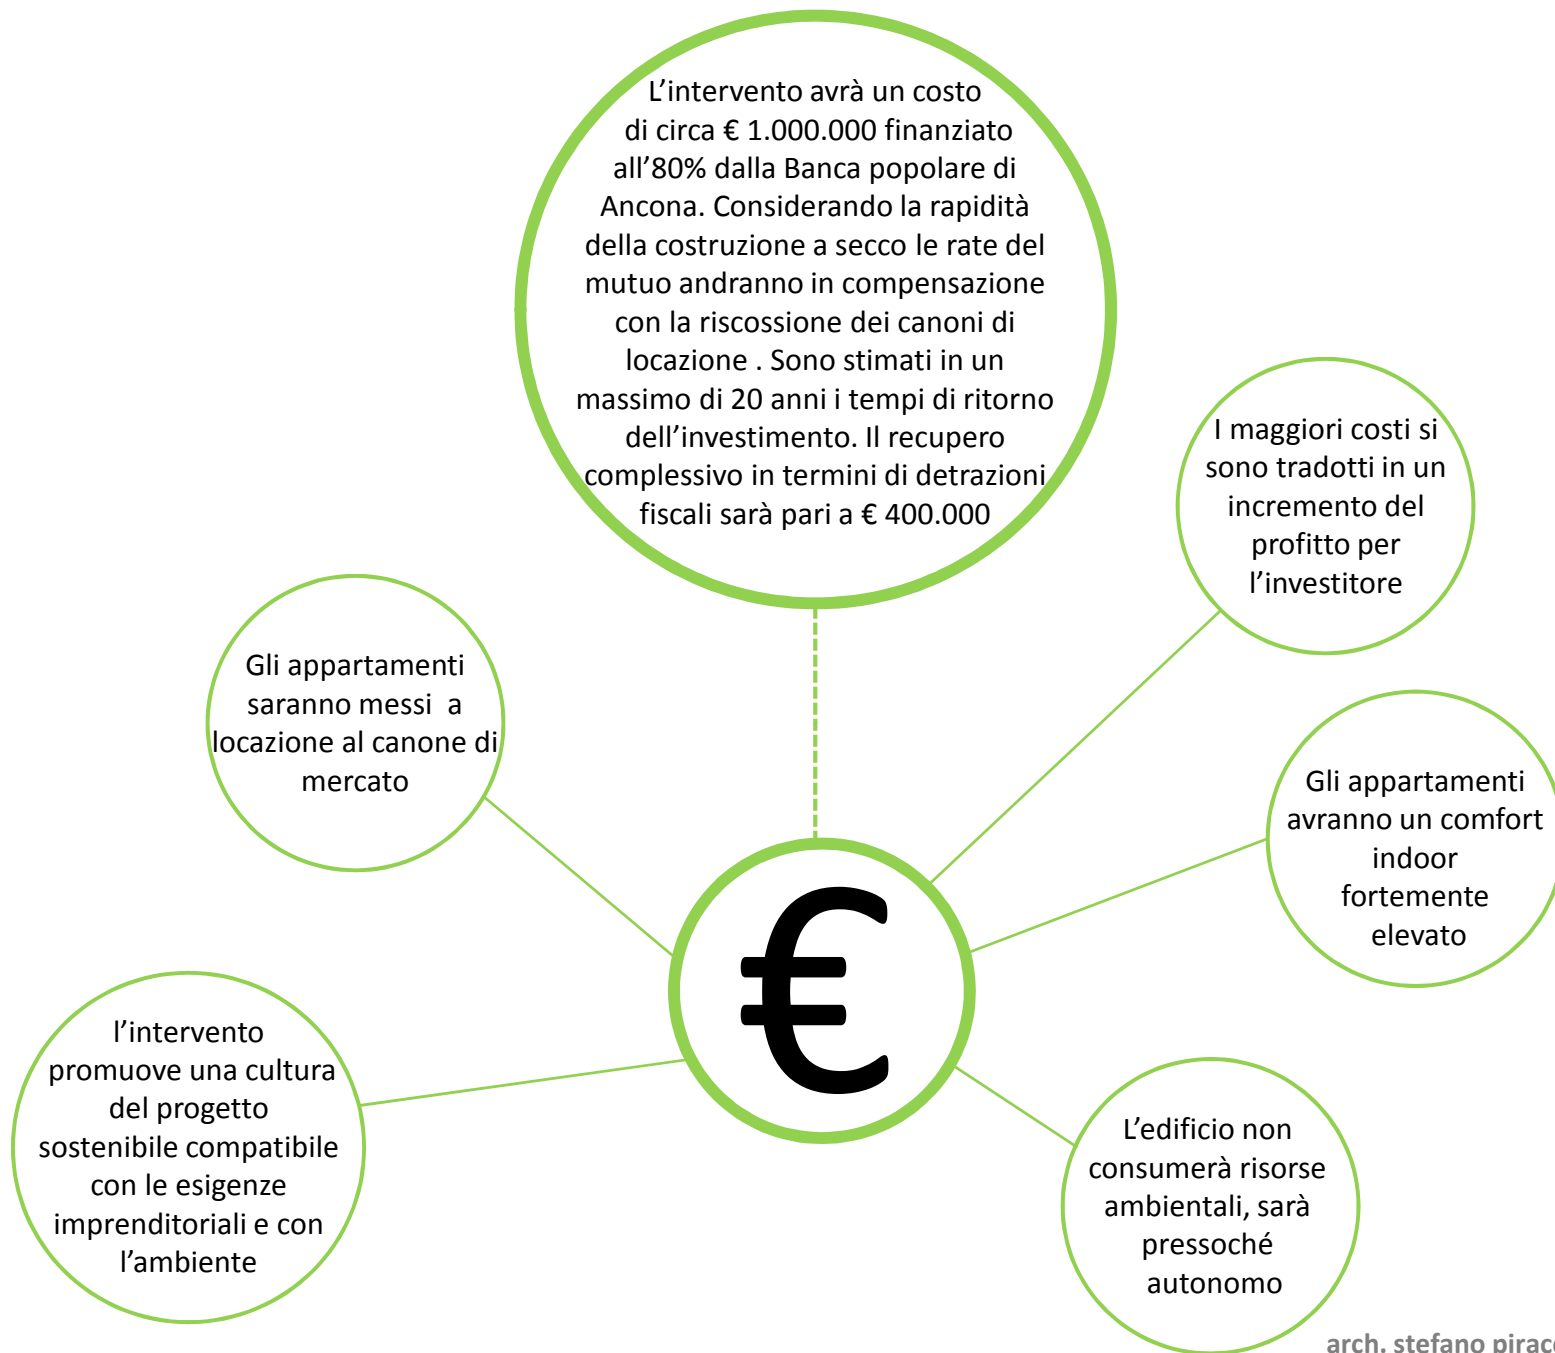 L’intervento avrà un costo
di circa € 1.000.000 finanziato
all’80% dalla Banca popolare di
Ancona. Considerando la rapidità
della costruzione a secco le rate del
mutuo andranno in compensazione
con la riscossione dei canoni di
locazione . Sono stimati in un
massimo di 20 anni i tempi di ritorno
dell’investimento. Il recupero
complessivo in termini di detrazioni
fiscali sarà pari a € 400.000
I maggiori costi si
sono tradotti in un
incremento del
profitto per
l’investitore
Gli appartamenti
saranno messi a
locazione al canone di
mercato
Gli appartamenti
avranno un comfort
indoor
fortemente
elevato
€
l’intervento
promuove una cultura
del progetto
sostenibile compatibile
con le esigenze
imprenditoriali e con
l’ambiente
L’edificio non
consumerà risorse
ambientali, sarà
pressoché
autonomo
arch. stefano